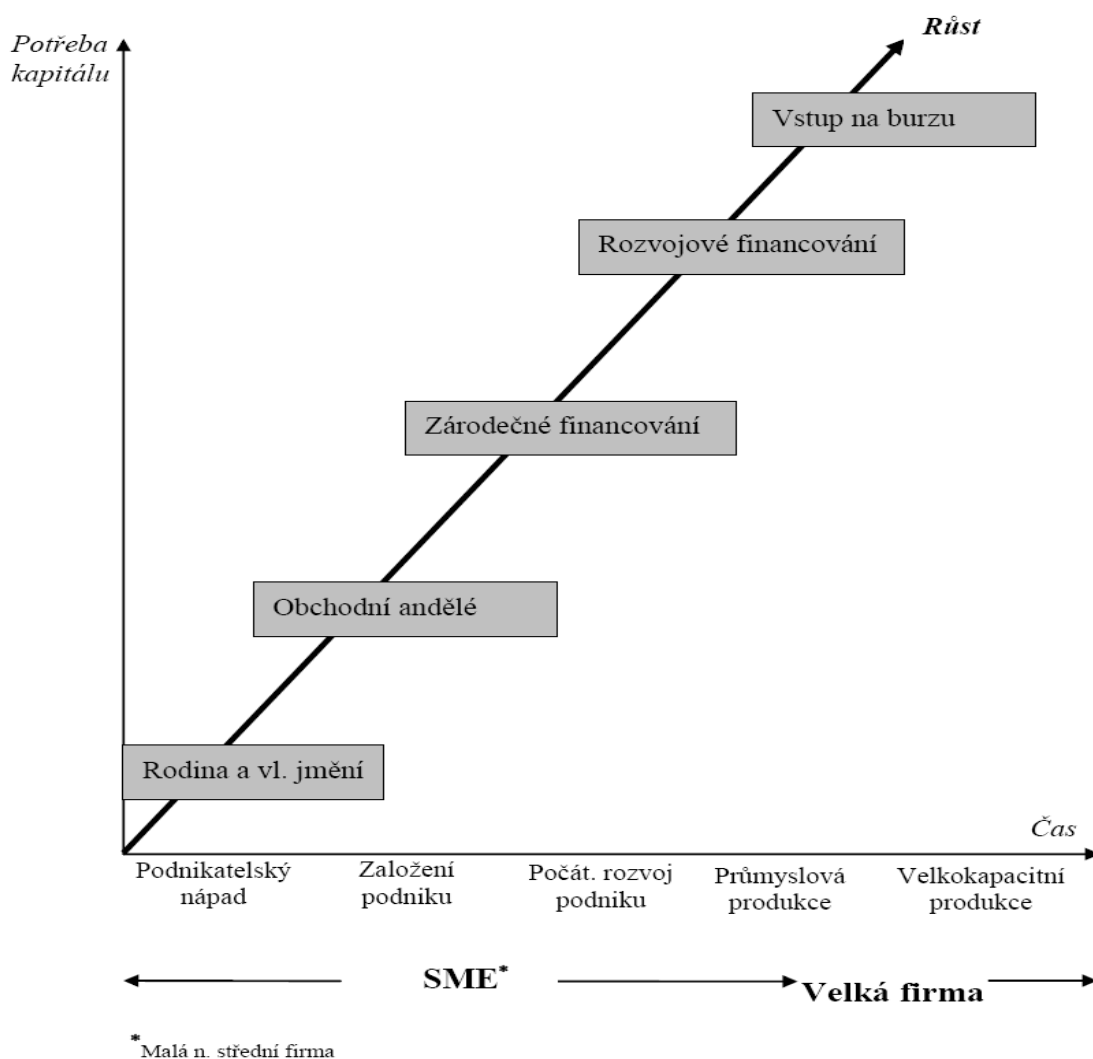 Potřeba
kapitálu
Růst
Vstup na burzu
Rozvojové financování
Zárodečné financování
Obchodní andělé
Rodina a vl. jmění
Čas
Podnikatelský
nápad
Založení
podniku
Počát. rozvoj
podniku
Průmyslová
produkce
Velkokapacitní
produkce
SME*
Velká firma
*Malá n. střední firma